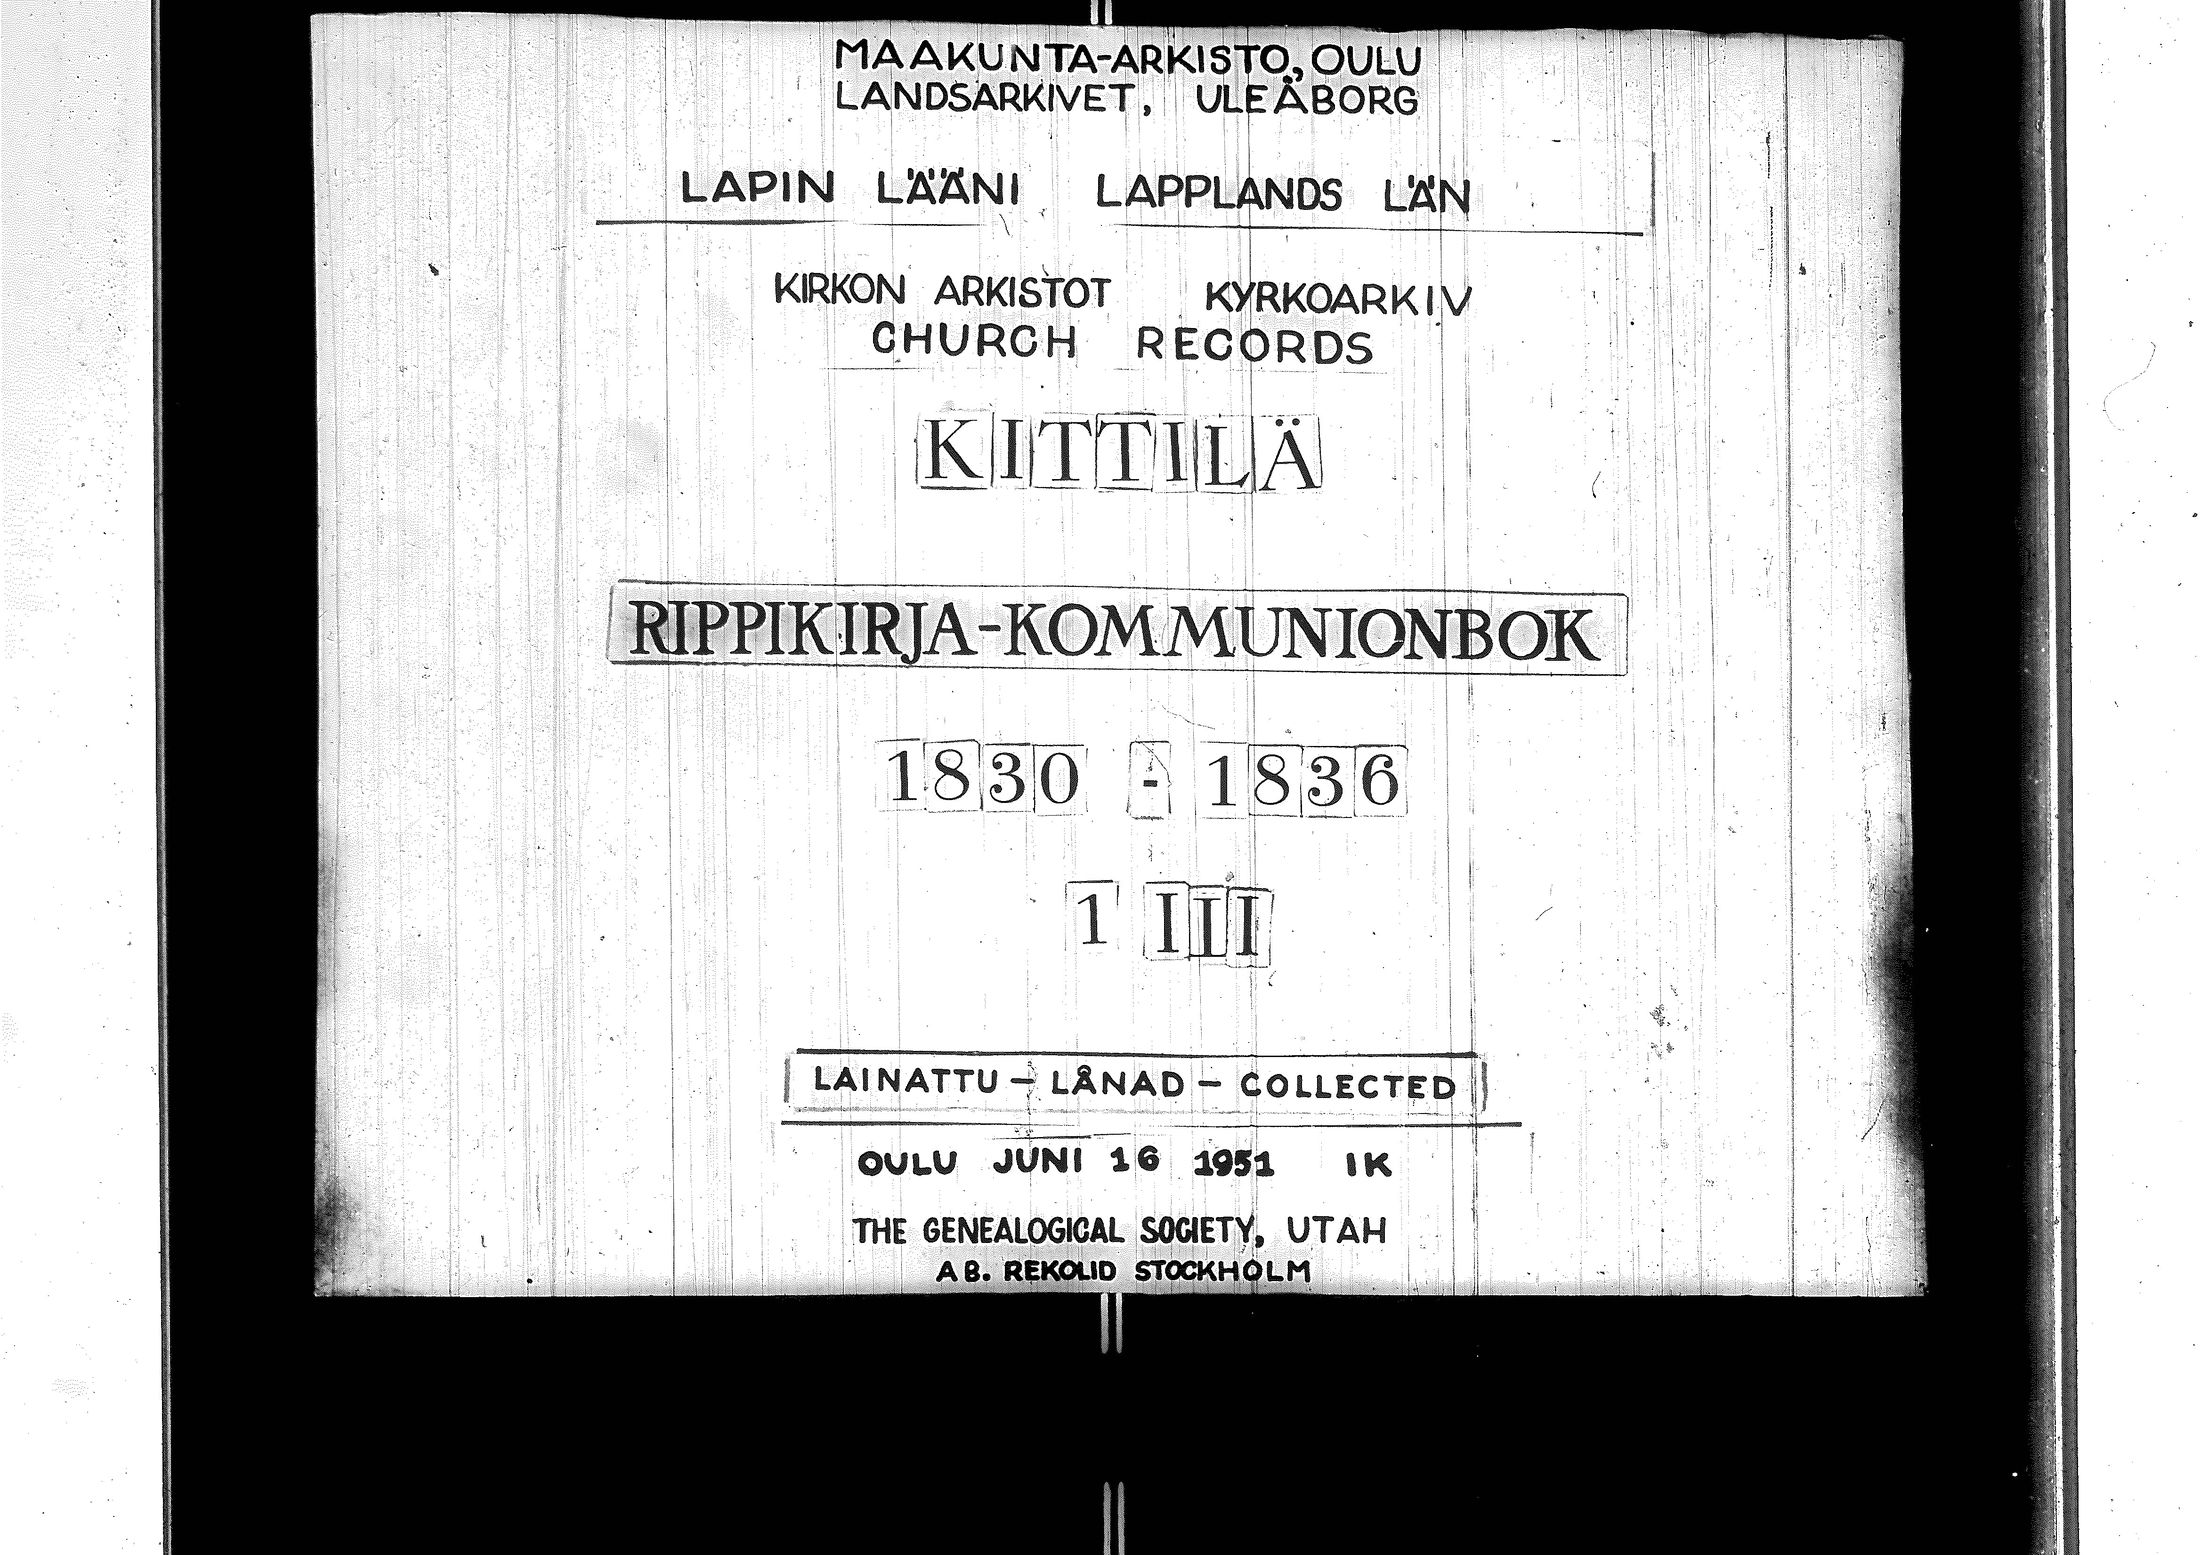 MAAKUNTA-ARKISTO, OULU
LANDSARKIVET, ULEÅBORG
LAPIN LÄÄNI LAPPLANDS LÄN
KIRKON ARKISTOT KYRKOARKIV
CHURCH RECORDS
KITTILÄ
RIPPIKIRJA-KOMMUNIONBOK
1830 - 1836
1 III
LAINATTU - LÅNAD - COLLECTED
OULU JUNI 16 1951 IK
THE GENEALOGICAL SOCIETY, UTAH
AB. REKOLID STOCKHOLM